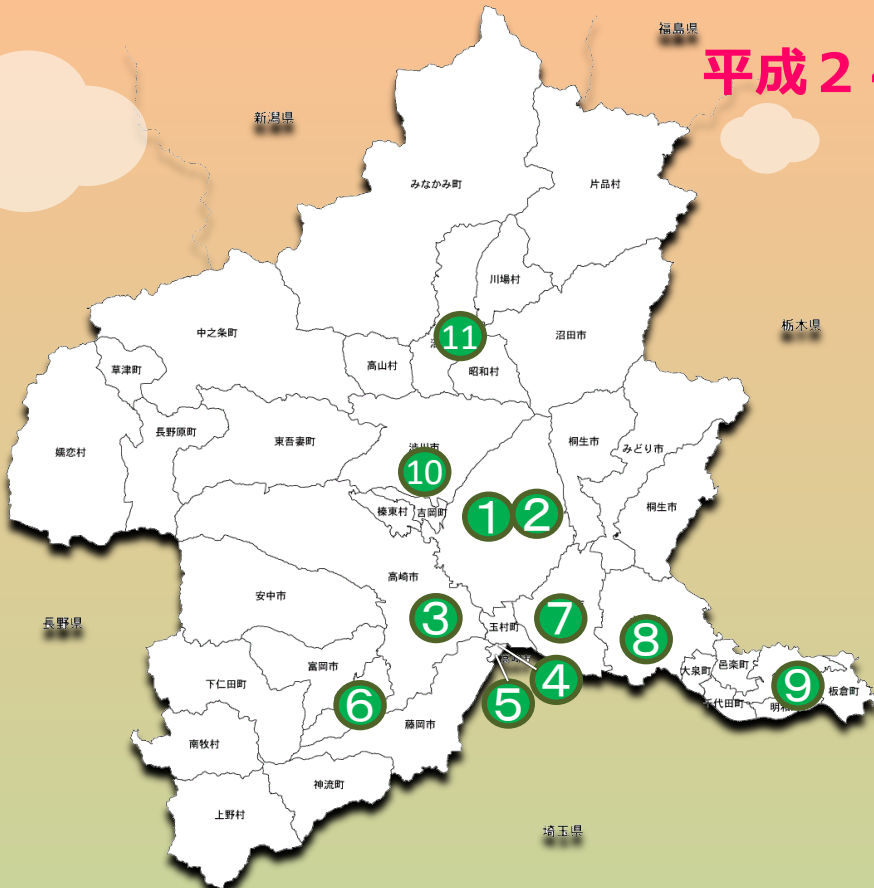 福島県
平成２
新潟県
みなかみ町
片品村
川場村
栃木県
中之条町
沼田市
11
高山村
草津町
昭和村
長野原町
東吾妻町
桐生市
渋川市
みどり市
嬬恋村
10
桐生市
榛東村
吉岡町
1
2
高崎市
安中市
長野県
3
玉村町
7
8
富岡市
大泉町
邑楽町
下仁田町
6
4
9
板倉町
5
千代田町
藤岡市
南牧村
神流町
上野村
埼玉県